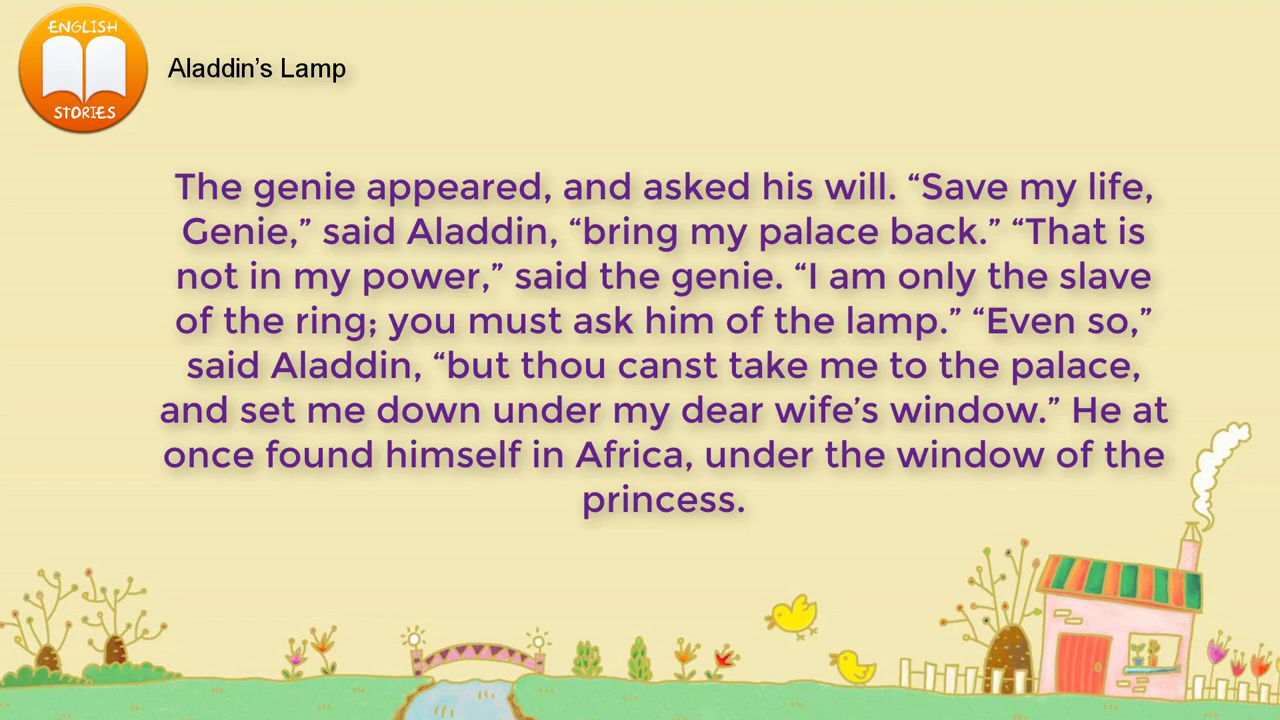 ENGLISH
STORIES
Aladdin’s Lamp
The genie appeared, and asked his will. “Save my life,
Genie,” said Aladdin, “bring my palace back.” “That is
not in my power,” said the genie. “I am only the slave
of the ring; you must ask him of the lamp.” “Even so,”
said Aladdin, “but thou canst take me to the palace,
and set me down under my dear wife’s window.” He at
once found himself in Africa, under the window of the
princess.